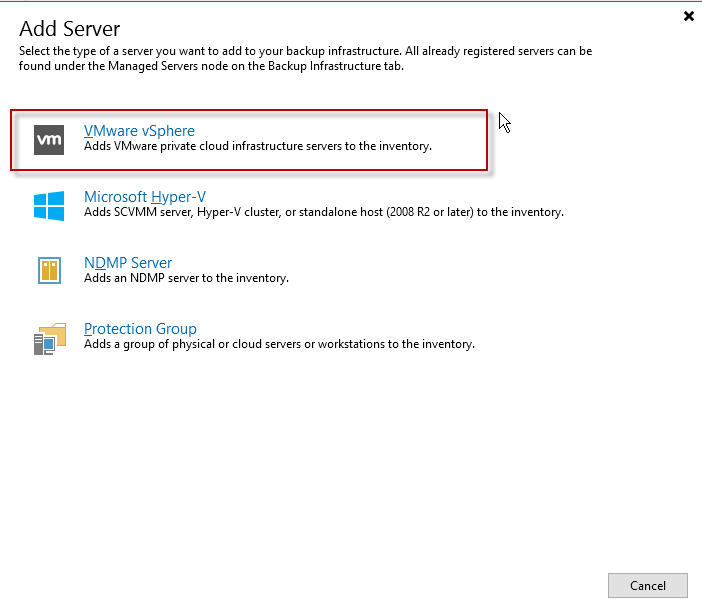 Add Server
Select the type of a server you want to add to your backup infrastructure. All already registered servers can be
found under the Managed Servers node on the Backup Infrastructure tab.
vm
VMware vSphere
Adds VMware private cloud infrastructure servers to the inventory.
Microsoft Hyper-V
Adds SCVMM server, Hyper-V cluster, or standalone host (2008 R2 or later) to the inventory.
NDMP Server
Adds an NDMP server to the inventory.
Protection Group
Adds a group of physical or cloud servers or workstations to the inventory.
Cancel